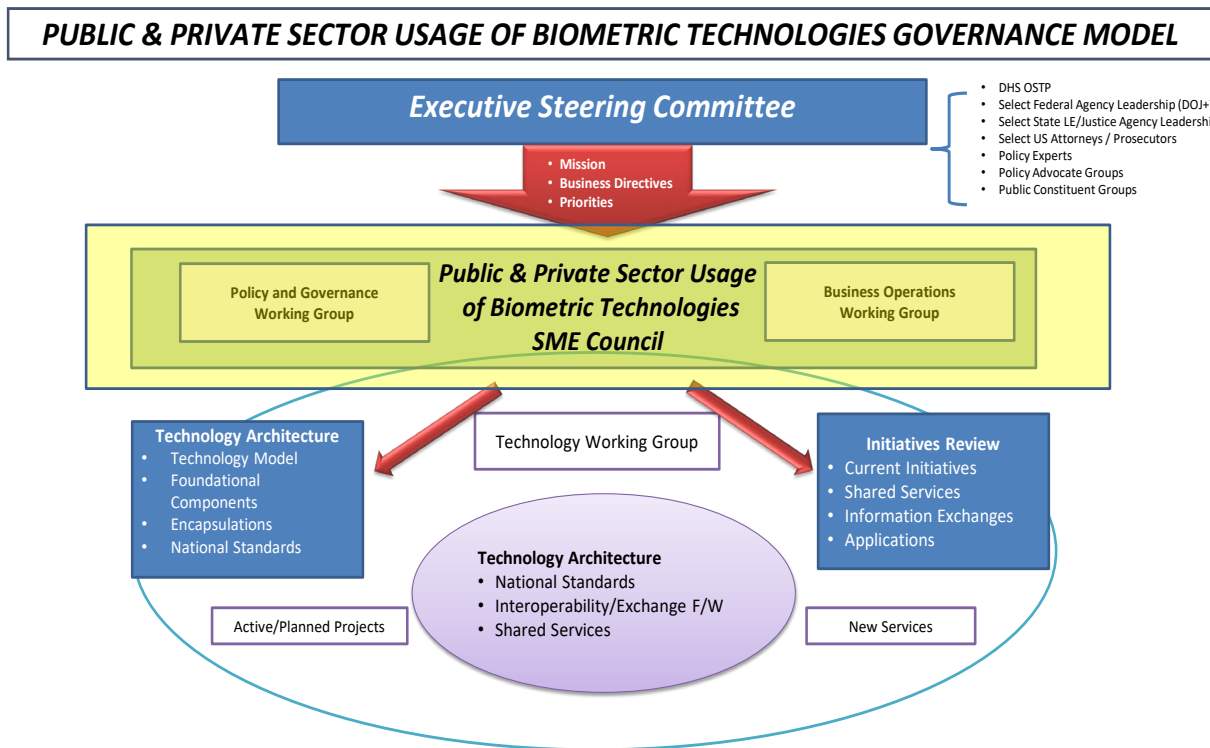 PUBLIC & PRIVATE SECTOR USAGE OF BIOMETRIC TECHNOLOGIES GOVERNANCE MODEL
Executive Steering Committee
• DHS OSTP
• Select Federal Agency Leadership (DOJ+
• Select State LE/Justice Agency Leadership
• Select US Attorneys / Prosecutors
• Policy Experts
• Policy Advocate Groups
• Public Constituent Groups
• Mission
• Business Directives
• Priorities
Policy and Governance
Working Group
Public & Private Sector Usage
of Biometric Technologies
SME Council
Business Operations
Working Group
Technology Architecture
• Technology Model
• Foundational
Components
• Encapsulations
• National Standards
Technology Working Group
Initiatives Review
• Current Initiatives
• Shared Services
• Information Exchanges
• Applications
Technology Architecture
• National Standards
• Interoperability/Exchange F/W
• Shared Services
Active/Planned Projects
New Services